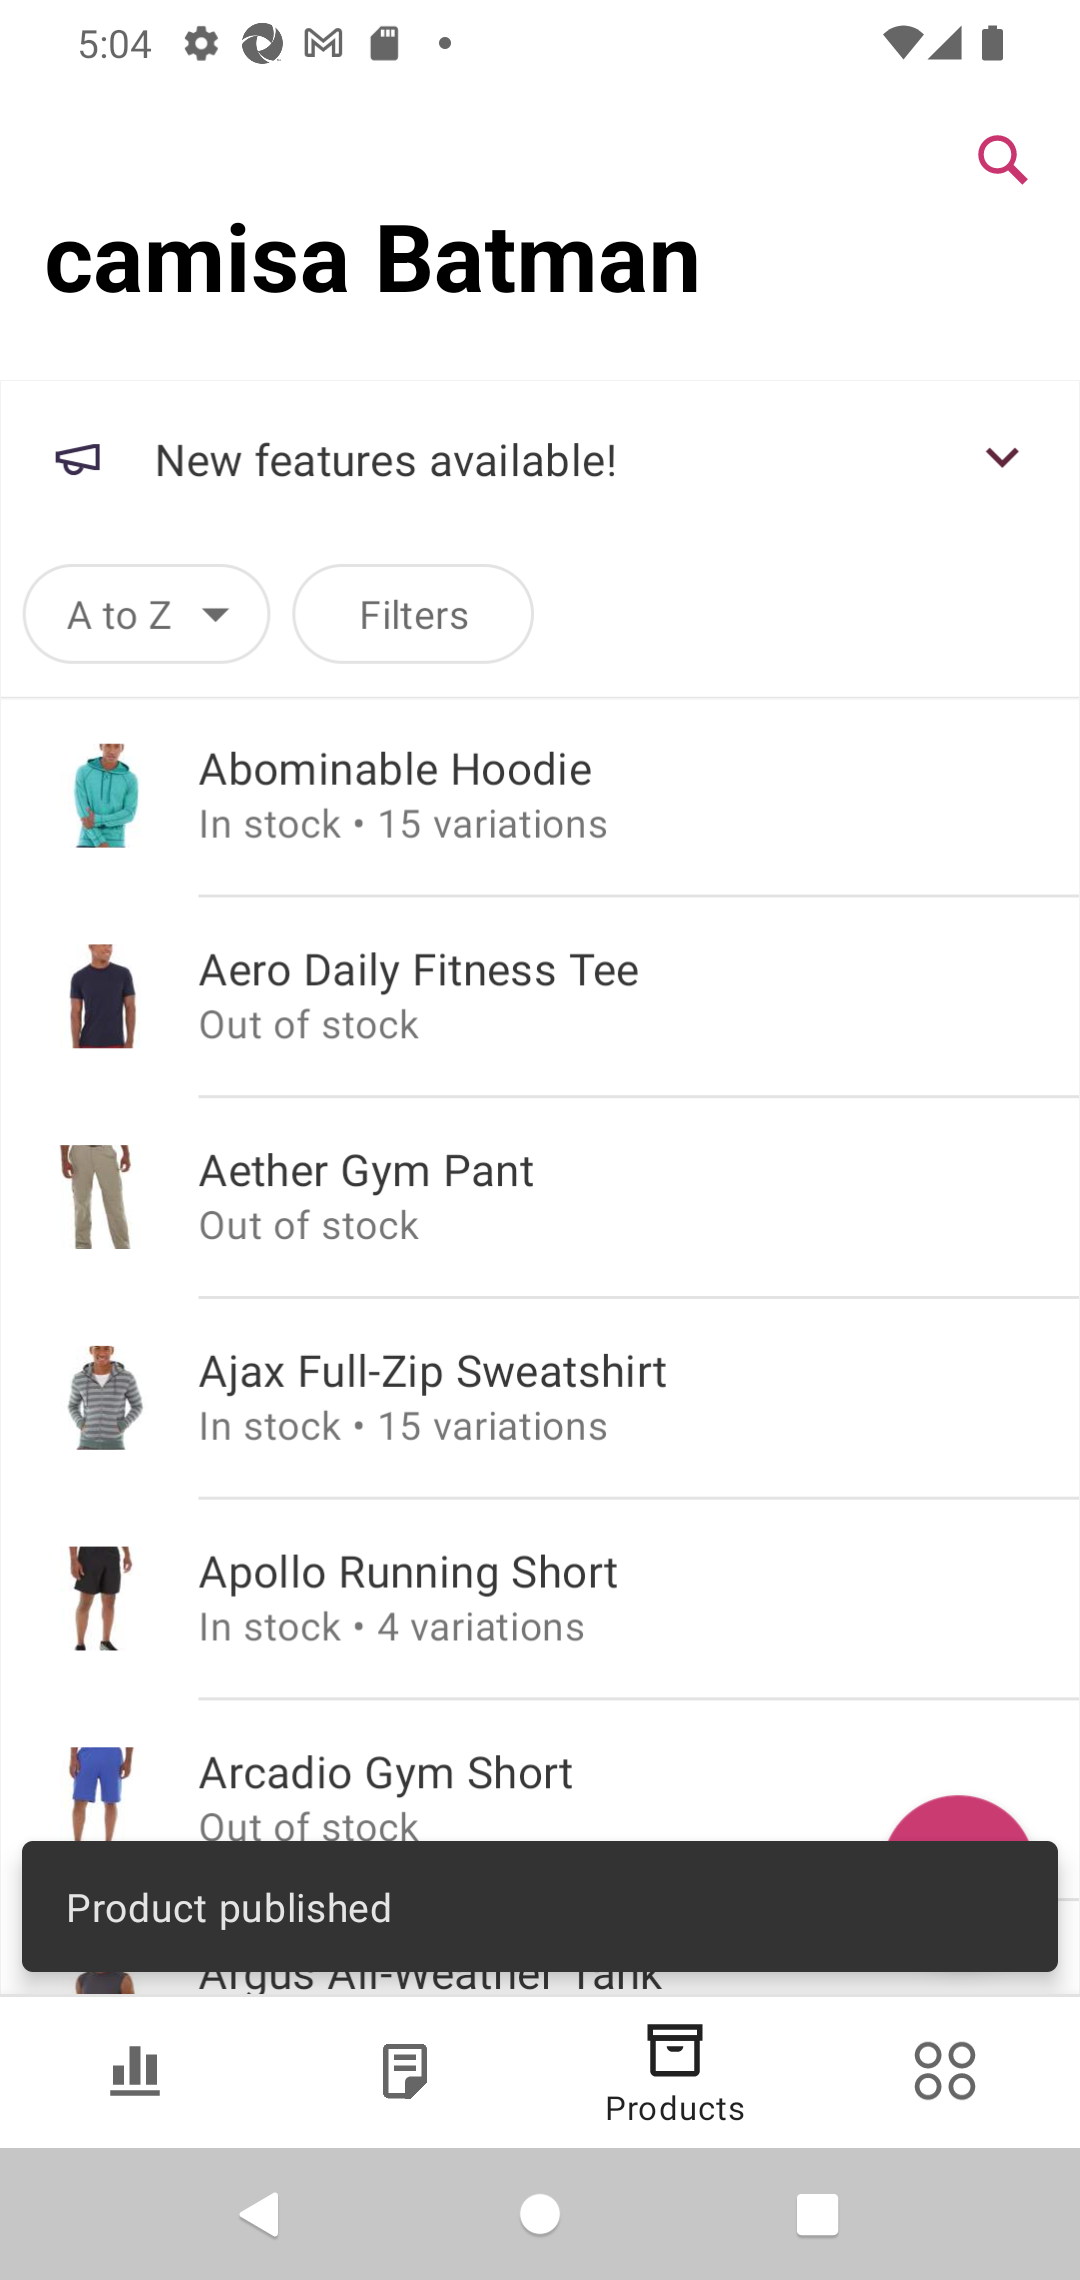 5:04
camisa Batman
New features available!
A to Z
Filters
Abominable Hoodie
In stock • 15 variations
Aero Daily Fitness Tee
Out of stock
Aether Gym Pant
Out of stock
Ajax Full-Zip Sweatshirt
In stock • 15 variations
Apollo Running Short
In stock • 4 variations
Arcadio Gym Short
Out of stock
Product published
Argus All-Weather Tank
Products